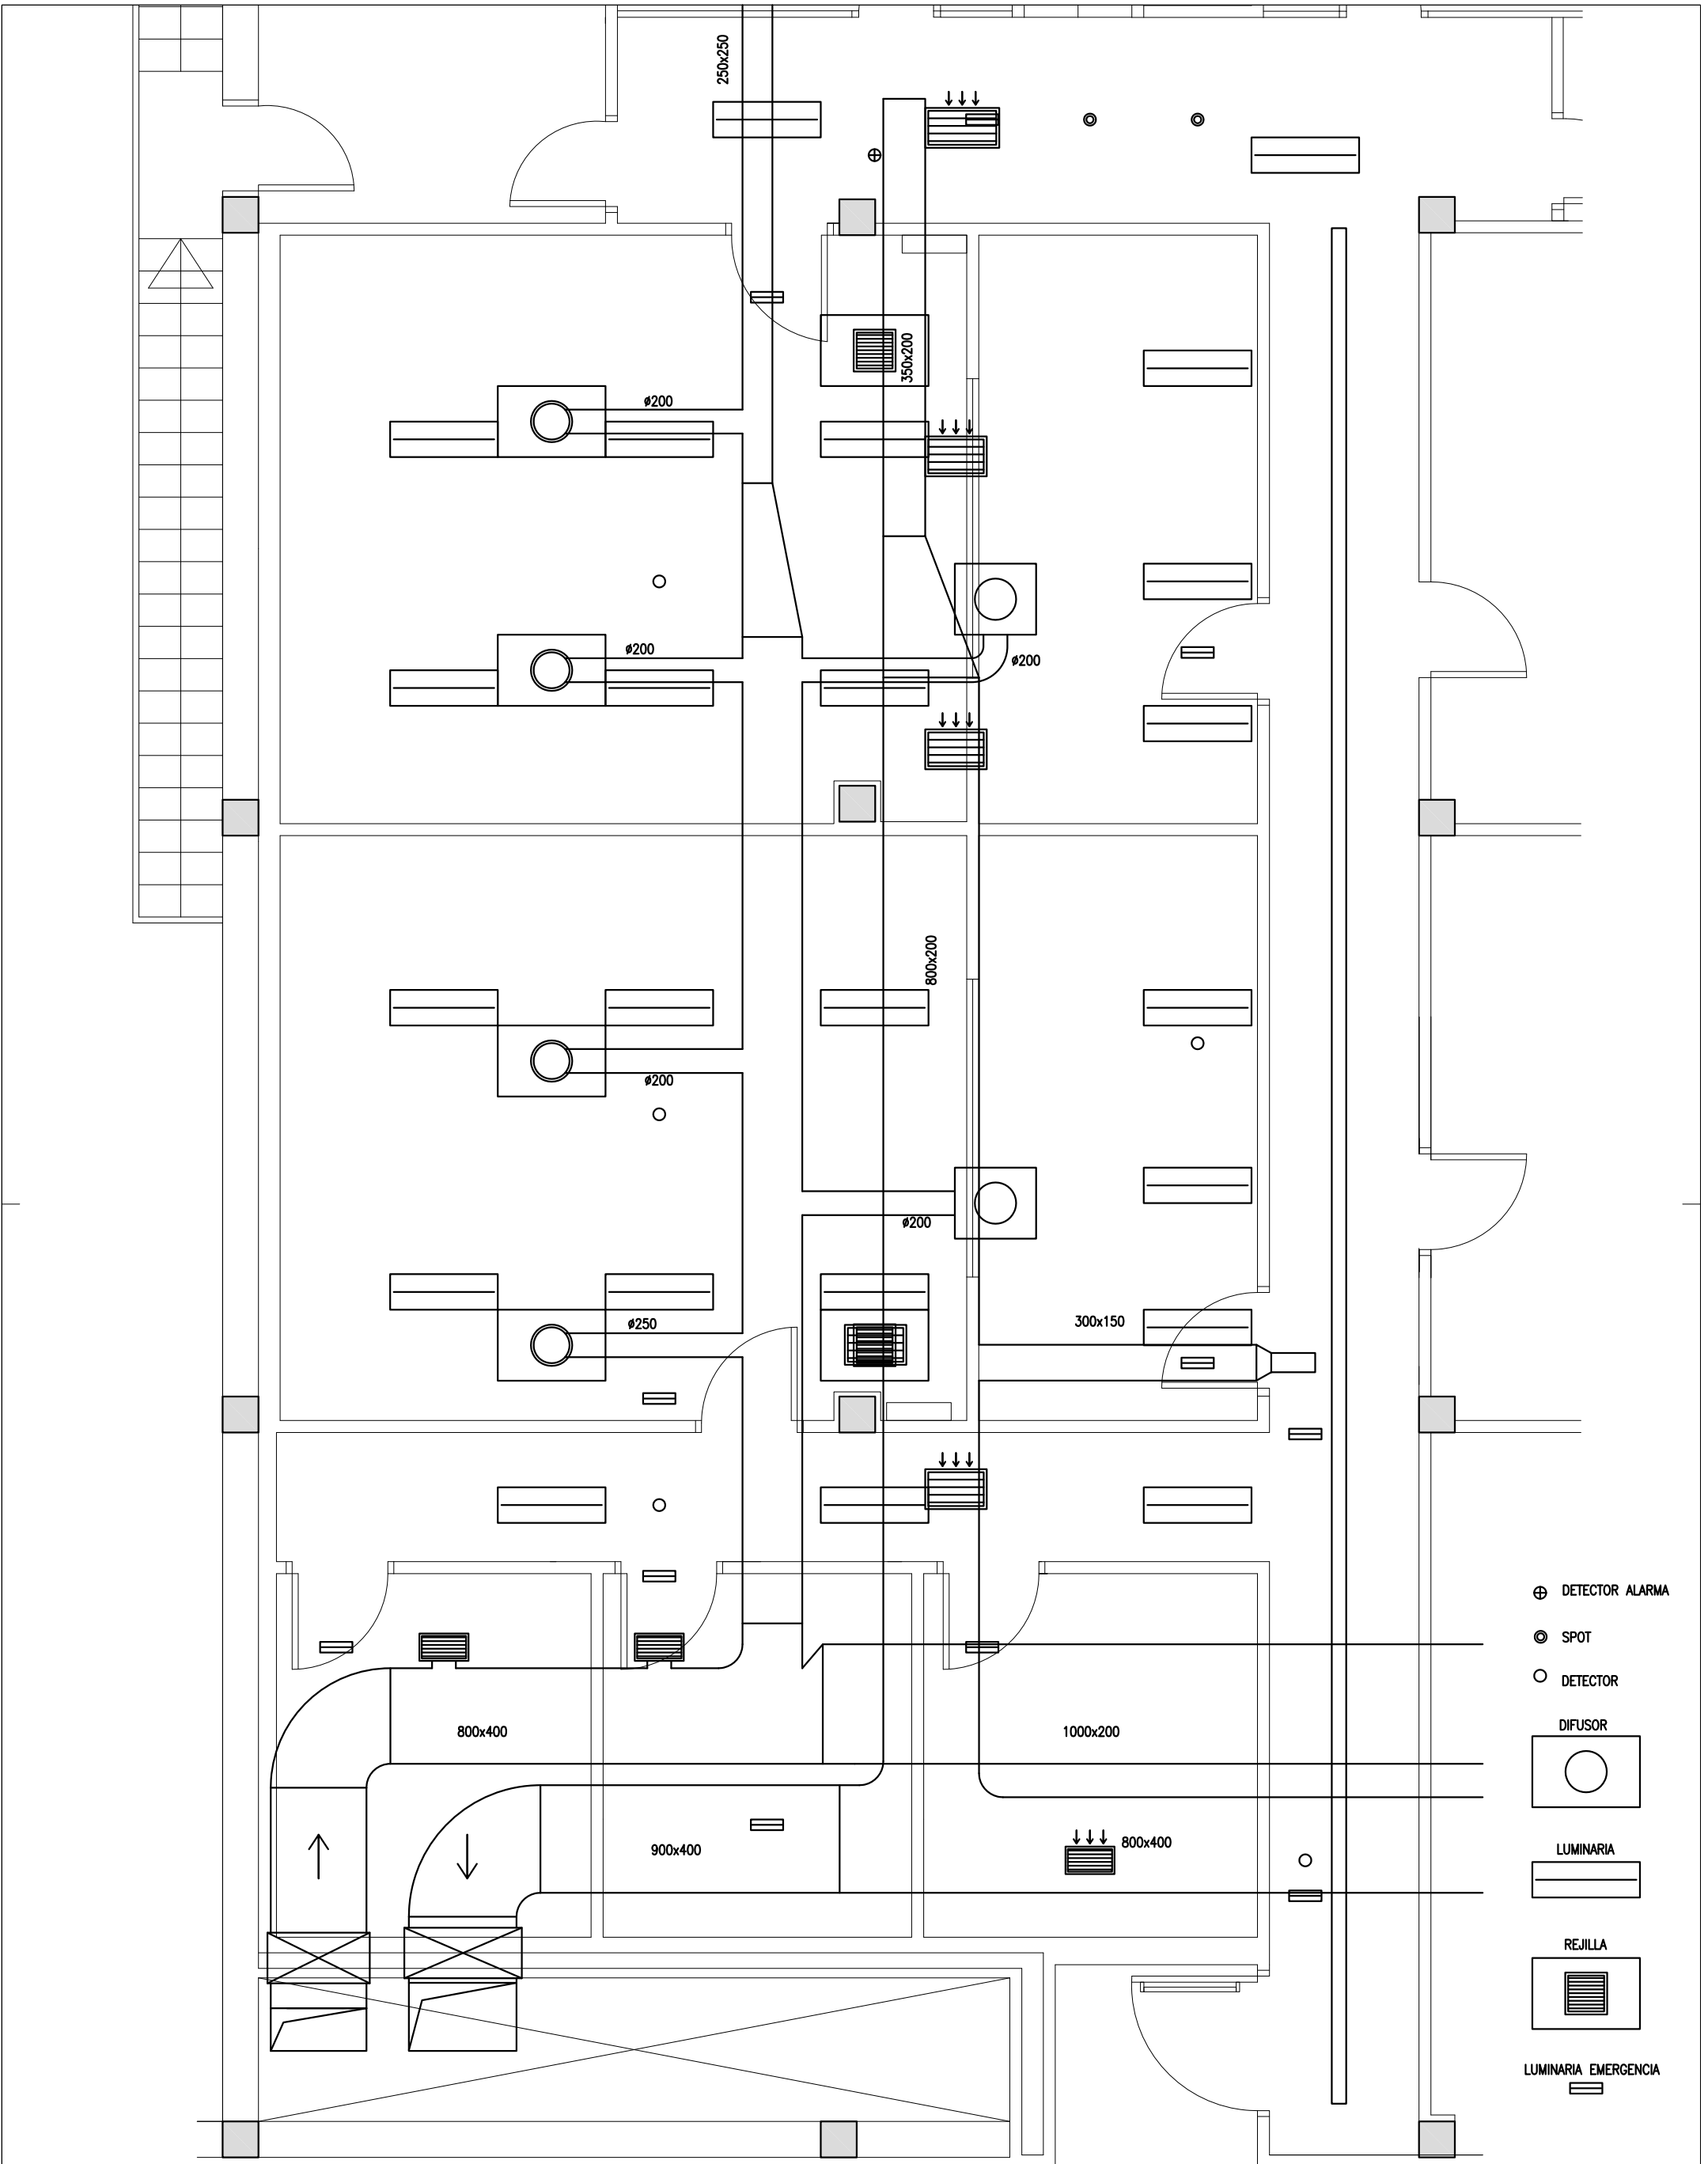 250x250
350x200
ø200
ø200
ø200
800x200
ø200
ø200
300x150
ø250
800x400
1000x200
900x400
800x400
DETECTOR ALARMA
SPOT
DETECTOR
DIFUSOR
LUMINARIA
REJILLA
LUMINARIA EMERGENCIA